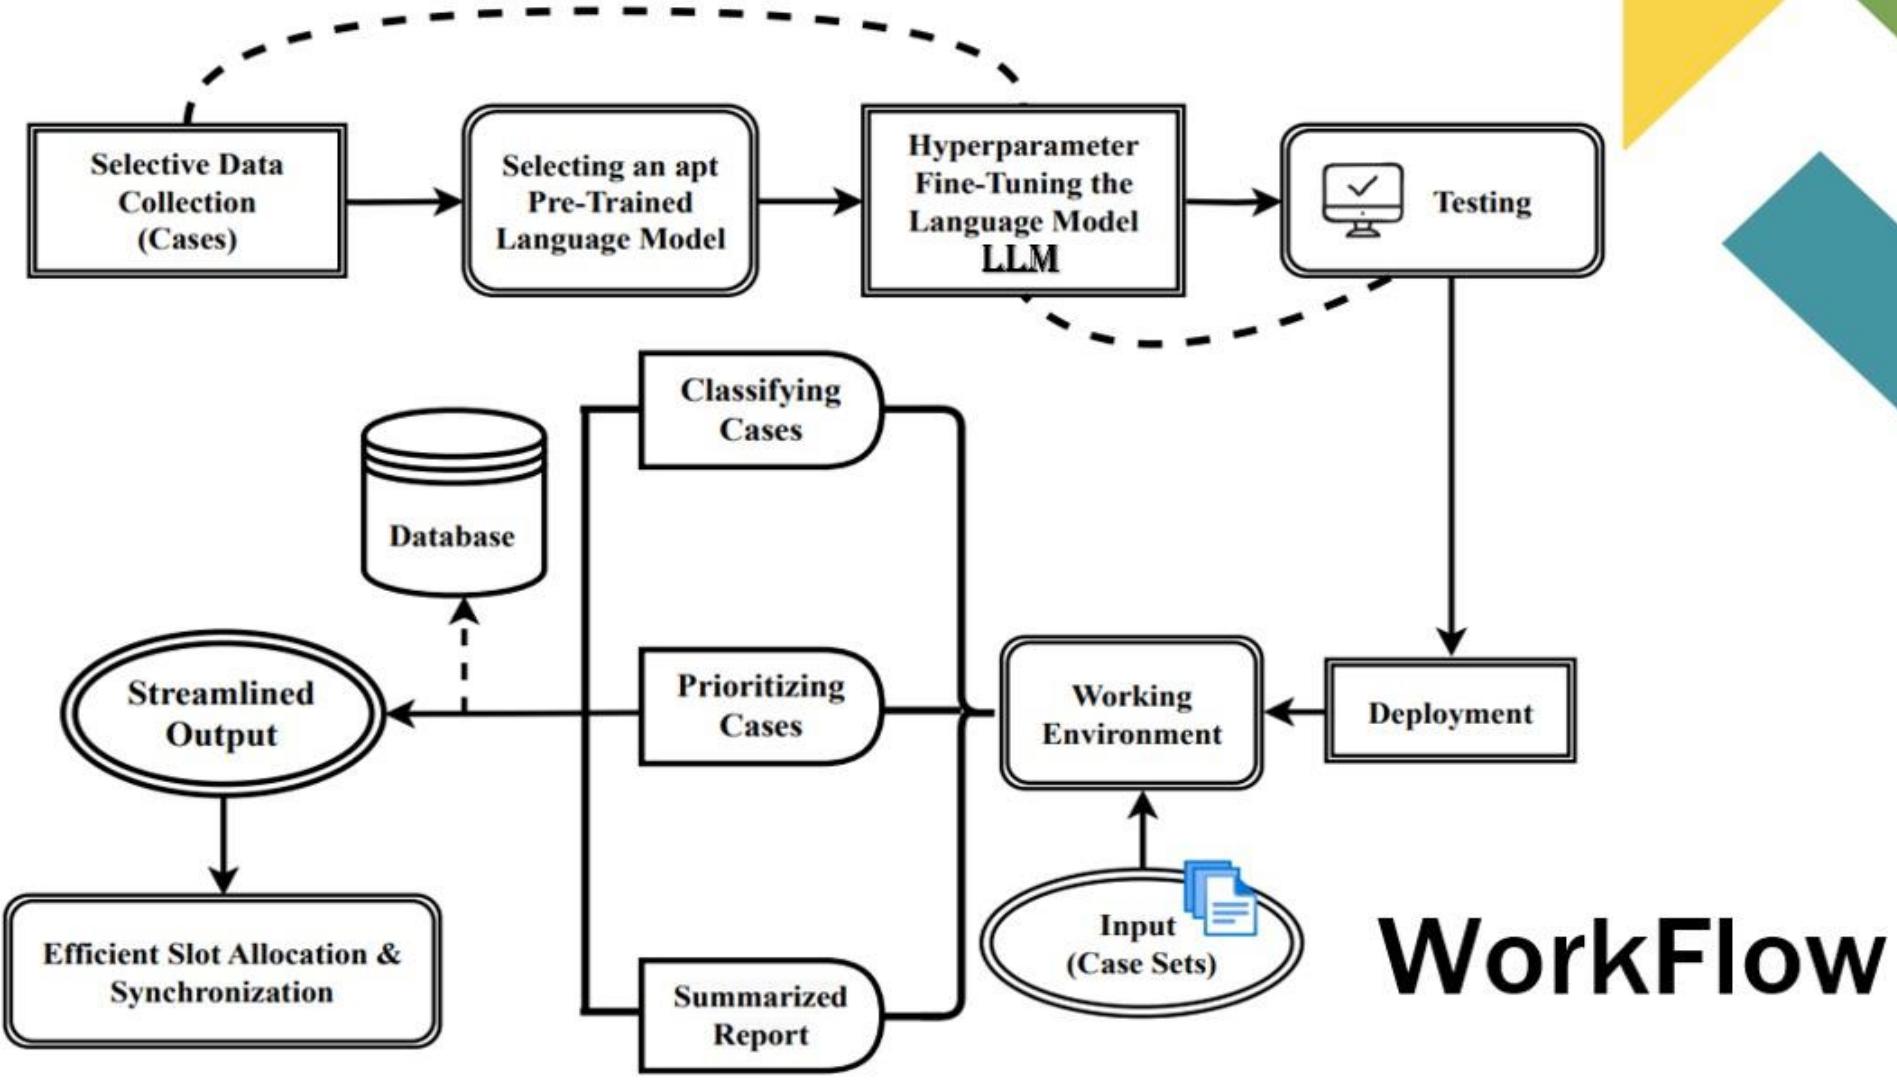 Selective Data
Collection
(Cases)
Selecting an apt
Pre-Trained
Language Model
Hyperparameter
Fine-Tuning the
Language Model
LLM
Testing
Classifying
Cases
Database
Streamlined
Output
Prioritizing
Cases
Working
Environment
Deployment
Efficient Slot Allocation &
Synchronization
Summarized
Report
Input
(Case Sets)
WorkFlow